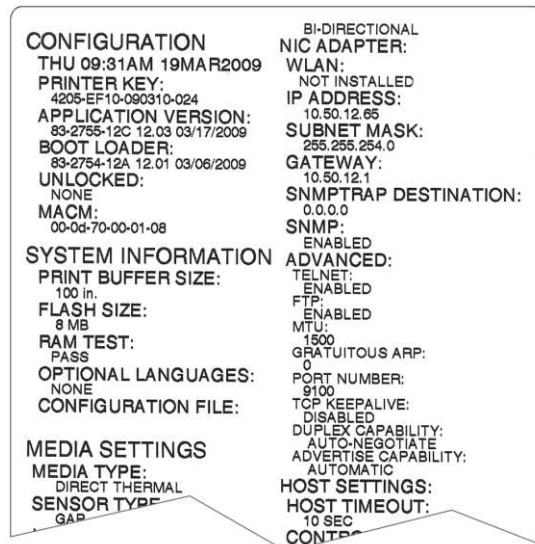 CONFIGURATION
THU 09:31AM 19MAR2009
PRINTER KEY:
4205-EF10-090310-024
APPLICATION VERSION:
83-2755-12C 12.03 03/17/2009
BOOT LOADER:
83-2754-12A 12.01 03/06/2009
UNLOCKED:
NONE
MACM:
00-0d-70-00-01-08
SYSTEM INFORMATION
PRINT BUFFER SIZE:
100 in.
FLASH SIZE:
8 MB
RAM TEST:
PASS
OPTIONAL LANGUAGES:
NONE
CONFIGURATION FILE:
MEDIA SETTINGS
MEDIA TYPE:
DIRECT THERMAL
SENSOR TYPE
GAP
BI-DIRECTIONAL
NIC ADAPTER:
WLAN:
NOT INSTALLED
IP ADDRESS:
10.50.12.65
SUBNET MASK:
255.255.254.0
GATEWAY:
10.50.12.1
SNMPTRAP DESTINATION:
0.0.0.0
SNMP:
ENABLED
ADVANCED:
TELNET:
ENABLED
FTP:
ENABLED
MTU:
1500
GRATUITOUS ARP:
0
PORT NUMBER:
9100
TCP KEEPALIVE:
DISABLED
DUPLEX CAPABILITY:
AUTO-NEGOTIATE
ADVERTISE CAPABILITY:
AUTOMATIC
HOST SETTINGS:
HOST TIMEOUT:
10 SEC